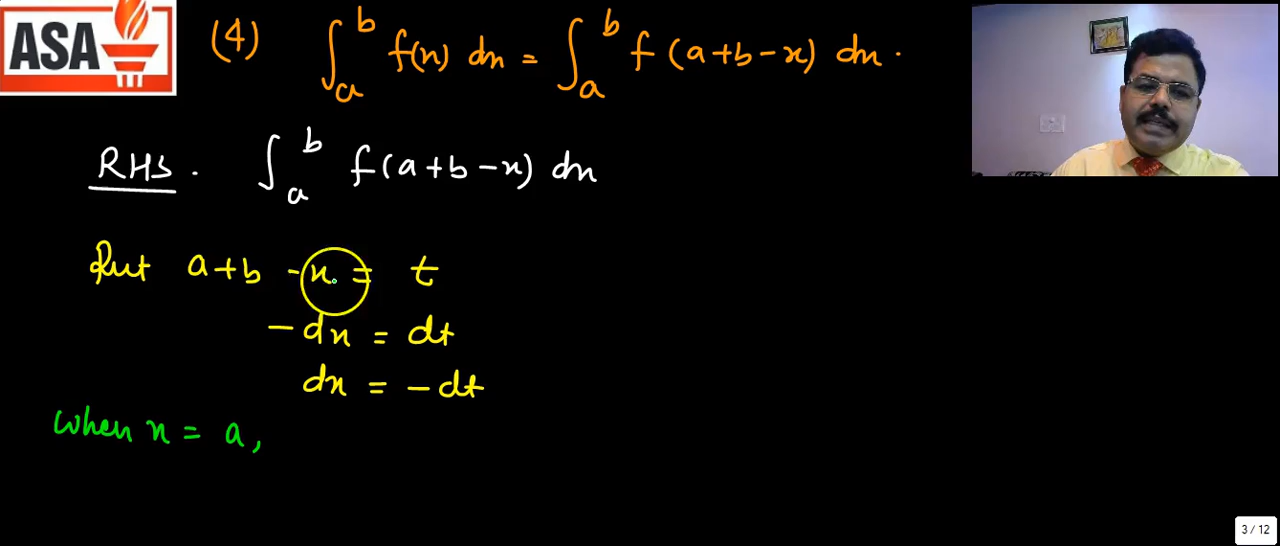 ASA
(4) ∫_a^b f(x) dx = ∫_a^b f(a+b-x) dx.
RHS. ∫_a^b f(a+b-x) dx
Put a+b-x = t
-dx = dt
dx = -dt
When x = a,
3 / 12